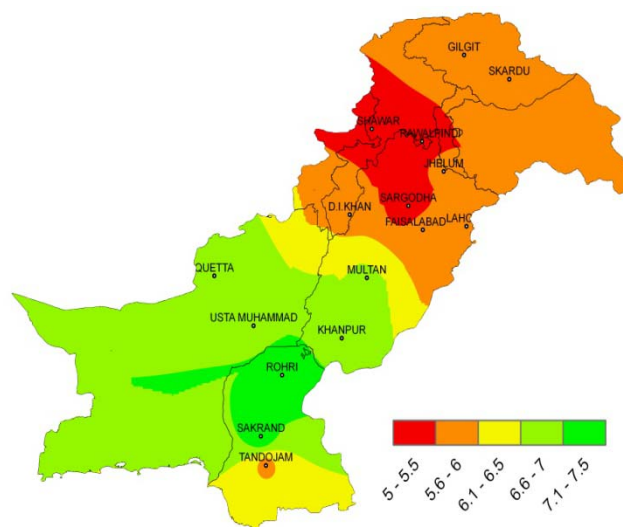 GILGIT
SKARDU
SHAWAR
RAWALPINDI
JHELUM
SARGODHA
D.I.KHAN
FAISALABAD
LAHO
QUETTA
MULTAN
USTA MUHAMMAD
KHANPUR
ROHRI
SAKRAND
TANDOJAM
5 - 5.5
5.6 - 6
6.1 - 6.5
6.6 - 7
7.1 - 7.5